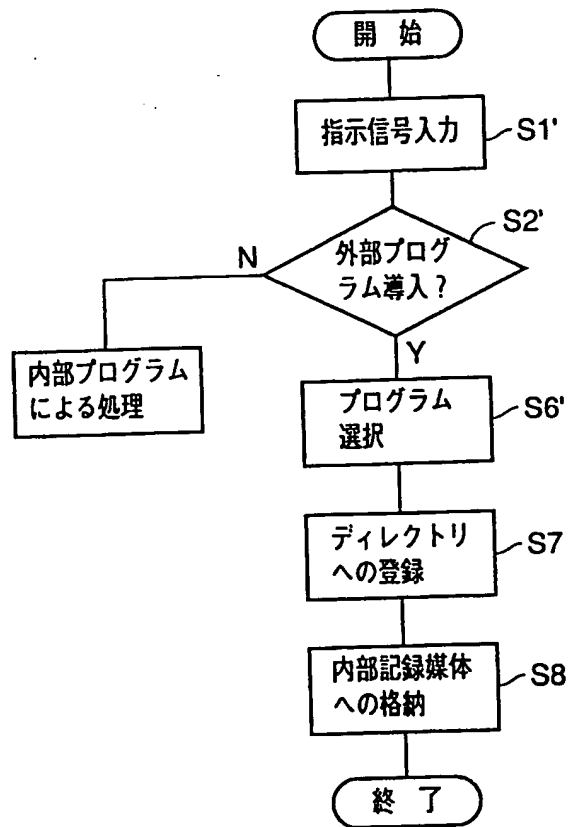 開 始
指示信号入力
S1'
S2'
外部プログ
ラム導入?
N
Y
内部プログラム
による処理
プログラム
選択
S6'
ディレクトリ
への登録
S7
内部記録媒体
への格納
S8
終 了